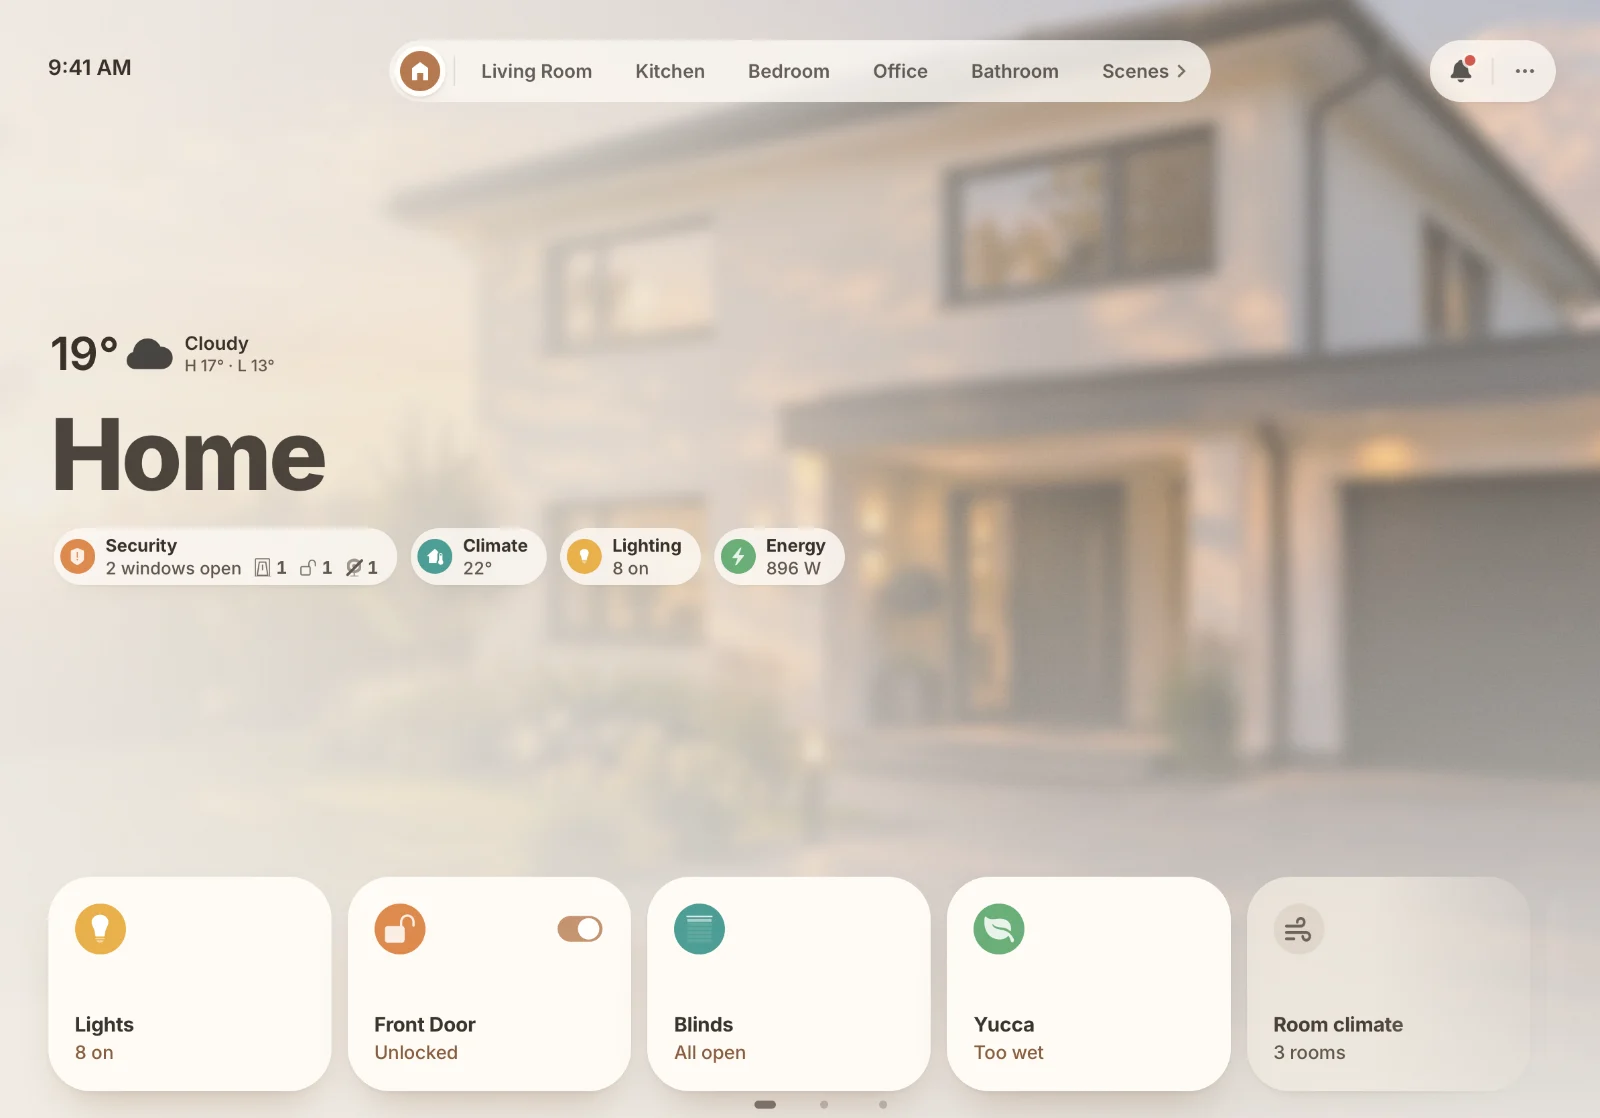 9:41 AM
Living Room
Kitchen
Bedroom
Office
Bathroom
Scenes
19°
Cloudy
H 17° · L 13°
Home
Security
2 windows open 1 1 1
Climate
22°
Lighting
8 on
Energy
896 W
Lights
8 on
Front Door
Unlocked
Blinds
All open
Yucca
Too wet
Room climate
3 rooms